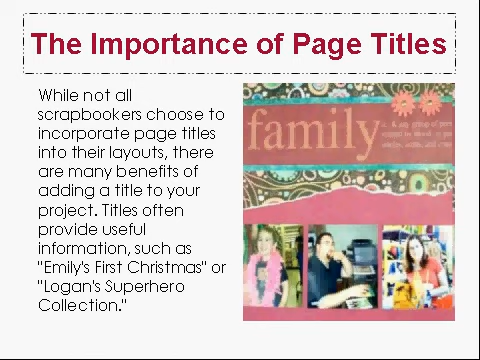 The Importance of Page Titles
While not all
scrapbookers choose to
incorporate page titles
into their layouts, there
are many benefits of
adding a title to your
project. Titles often
provide useful
information, such as
"Emily's First Christmas" or
"Logan's Superhero
Collection."
family